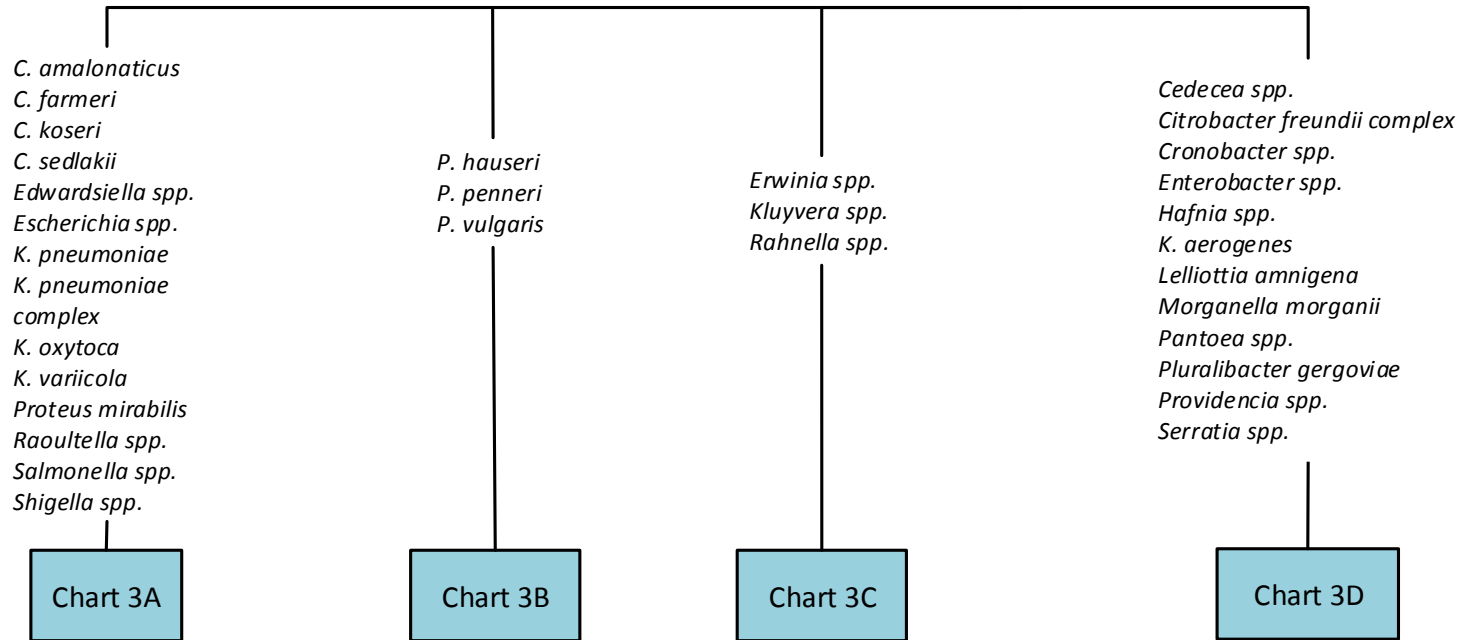 C. amalonaticus
C. farmeri
C. koseri
C. sedlakii
Edwardsiella spp.
Escherichia spp.
K. pneumoniae
K. pneumoniae
complex
K. oxytoca
K. variicola
Proteus mirabilis
Raoultella spp.
Salmonella spp.
Shigella spp.
Chart 3A
P. hauseri
P. penneri
P. vulgaris
Chart 3B
Erwinia spp.
Kluyvera spp.
Rahnella spp.
Chart 3C
Cedecea spp.
Citrobacter freundii complex
Cronobacter spp.
Enterobacter spp.
Hafnia spp.
K. aerogenes
Lelliottia amnigena
Morganella morganii
Pantoea spp.
Pluralibacter gergoviae
Providencia spp.
Serratia spp.
Chart 3D